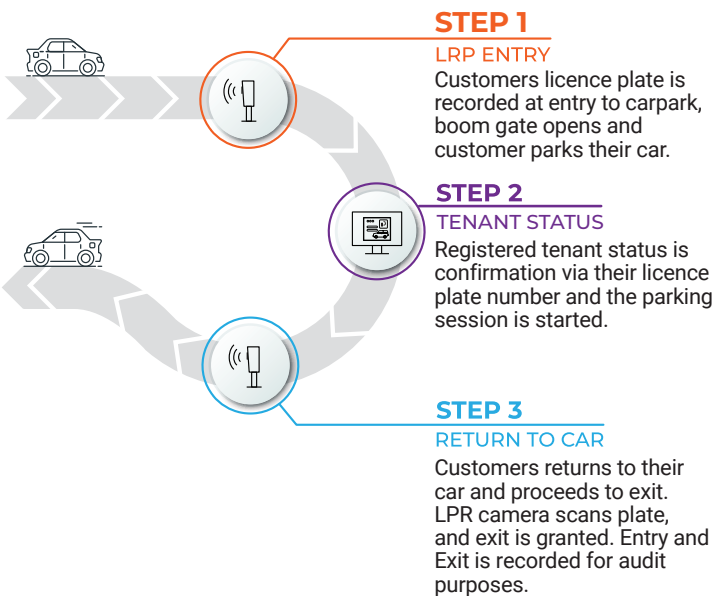 STEP 1
LRP ENTRY
Customers licence plate is
recorded at entry to carpark,
boom gate opens and
customer parks their car.
STEP 2
TENANT STATUS
Registered tenant status is
confirmation via their licence
plate number and the parking
session is started.
STEP 3
RETURN TO CAR
Customers returns to their
car and proceeds to exit.
LPR camera scans plate,
and exit is granted. Entry and
Exit is recorded for audit
purposes.